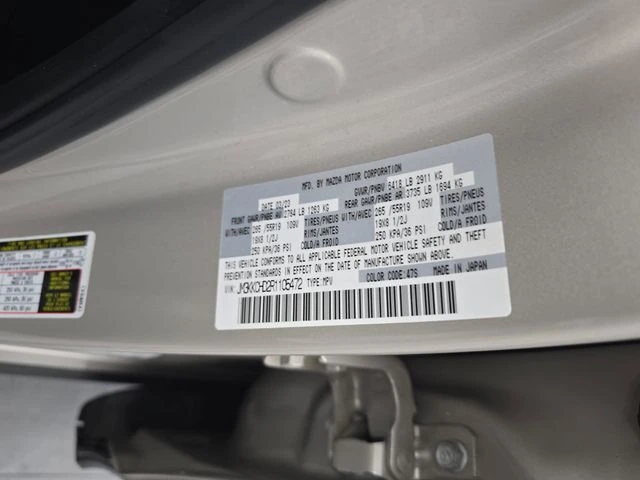 MFD. BY MAZDA MOTOR CORPORATION
DATE 03/23 GVWR/PNBV 6418 LB 2911 KG
FRONT GAWR/PNBE AV 2784 LB 1263 KG REAR GAWR/PNBE AR 3735 LB 1694 KG
WITH/AVEC 265 /55R19 109V TIRES/PNEUS WITH/AVEC 265 /55R19 109V TIRES/PNEUS
19X8 1/2J RIMS/JANTES 19X8 1/2J RIMS/JANTES
250 KPA/36 PSI COLD/A FROID 250 KPA/36 PSI COLD/A FROID
THIS VEHICLE CONFORMS TO ALL APPLICABLE FEDERAL MOTOR VEHICLE SAFETY AND THEFT
PREVENTION STANDARDS IN EFFECT ON THE DATE OF MANUFACTURE SHOWN ABOVE.
VIN: TYPE:MPV COLOR CODE:47S MADE IN JAPAN